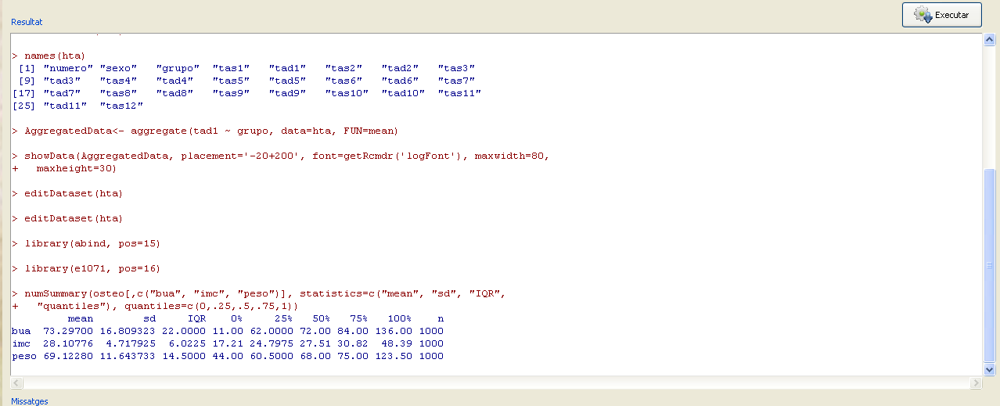 Resultat
Executar
> names(hta)
 [1] "numero" "sexo"   "grupo"  "tas1"   "tad1"   "tas2"   "tad2"   "tas3"
 [9] "tad3"   "tas4"   "tad4"   "tas5"   "tad5"   "tas6"   "tad6"   "tas7"
[17] "tad7"   "tas8"   "tad8"   "tas9"   "tad9"   "tas10"  "tad10"  "tas11"
[25] "tad11"  "tas12"
> AggregatedData<- aggregate(tad1 ~ grupo, data=hta, FUN=mean)
> showData(AggregatedData, placement='-20+200', font=getRcmdr('logFont'), maxwidth=80,
+   maxheight=30)
> editDataset(hta)
> editDataset(hta)
> library(abind, pos=15)
> library(e1071, pos=16)
> numSummary(osteo[,c("bua", "imc", "peso")], statistics=c("mean", "sd", "IQR",
+   "quantiles"), quantiles=c(0,.25,.5,.75,1))
         mean        sd     IQR    0%     25%   50%   75%   100%    n
bua  73.29700 16.809323 22.0000 11.00 62.0000 72.00 84.00 136.00 1000
imc  28.10776  4.717925  6.0225 17.21 24.7975 27.51 30.82  48.39 1000
peso 69.12280 11.643733 14.5000 44.00 60.5000 68.00 75.00 123.50 1000
Missatges